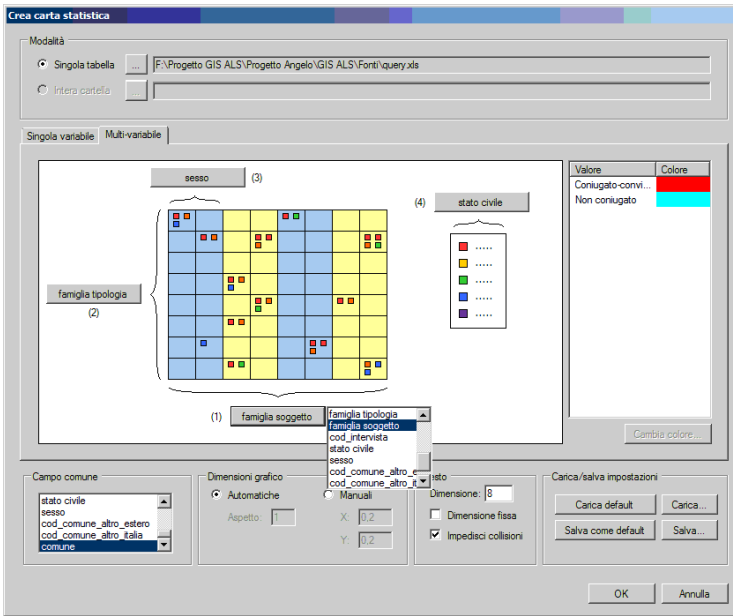 Crea carta statistica
Modalità
Singola tabella ... F:\Progetto GIS ALS\Progetto Angelo\GIS ALS\Fonti\query.xls
Intera cartella ...
Singola variabile Multi-variabile
sesso (3)
(4) stato civile
famiglia tipologia
(2)
.....
.....
.....
.....
.....
(1) famiglia soggetto
famiglia tipologia
famiglia soggetto
cod_intervista
stato civile
sesso
cod_comune_altro_e
cod_comune_altro_it
Valore Colore
Coniugato-convi...
Non coniugato
Cambia colore...
Campo comune
stato civile
sesso
cod_comune_altro_estero
cod_comune_altro_italia
comune
Dimensioni grafico
Automatiche Manuali
Aspetto: 1 X: 0,2
Y: 0,2
esto
Dimensione: 8
Dimensione fissa
Impedisci collisioni
Carica/salva impostazioni
Carica default Carica...
Salva come default Salva...
OK Annulla